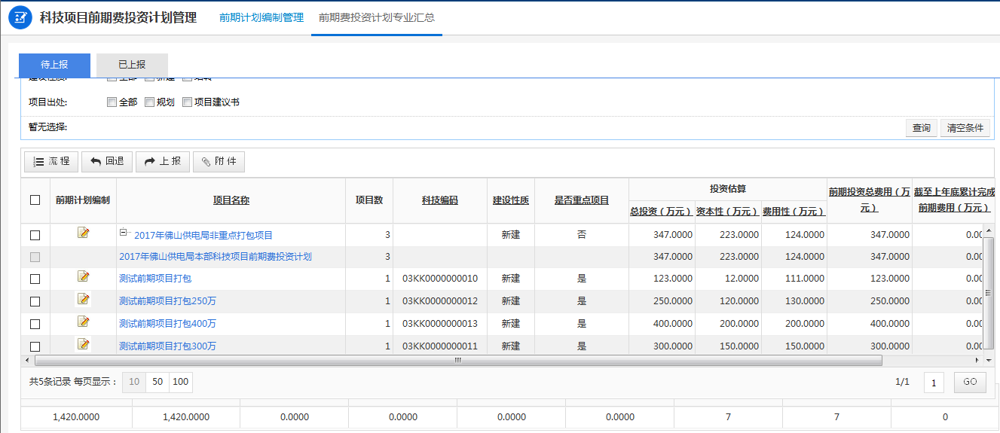 科技项目前期费投资计划管理 前期计划编制管理 前期费投资计划专业汇总
待上报 已上报
建设性质: 全部 新建 结转
项目出处: 全部 规划 项目建议书
暂无选择: 查询 清空条件
流程 回退 上报 附件
前期计划编制 项目名称 项目数 科技编码 建设性质 是否重点项目 投资估算 前期投资总费用（万元） 截至上年底累计完成前期费用（万元）
总投资（万元） 资本性（万元） 费用性（万元）
2017年佛山供电局非重点打包项目 3 新建 否 347.0000 223.0000 124.0000 347.0000 0.00
2017年佛山供电局本部科技项目前期费投资计划 3 347.0000 223.0000 124.0000 347.0000 0.00
测试前期项目打包 1 03KK0000000010 新建 是 123.0000 12.0000 111.0000 123.0000 0.00
测试前期项目打包250万 1 03KK0000000012 新建 是 250.0000 120.0000 130.0000 250.0000 0.00
测试前期项目打包400万 1 03KK0000000013 新建 是 400.0000 200.0000 200.0000 400.0000 0.00
测试前期项目打包300万 1 03KK0000000011 新建 是 300.0000 150.0000 150.0000 300.0000 0.00
共5条记录 每页显示： 10 50 100 1/1 1 GO
1,420.0000 1,420.0000 0.0000 0.0000 0.0000 0.0000 7 7 0